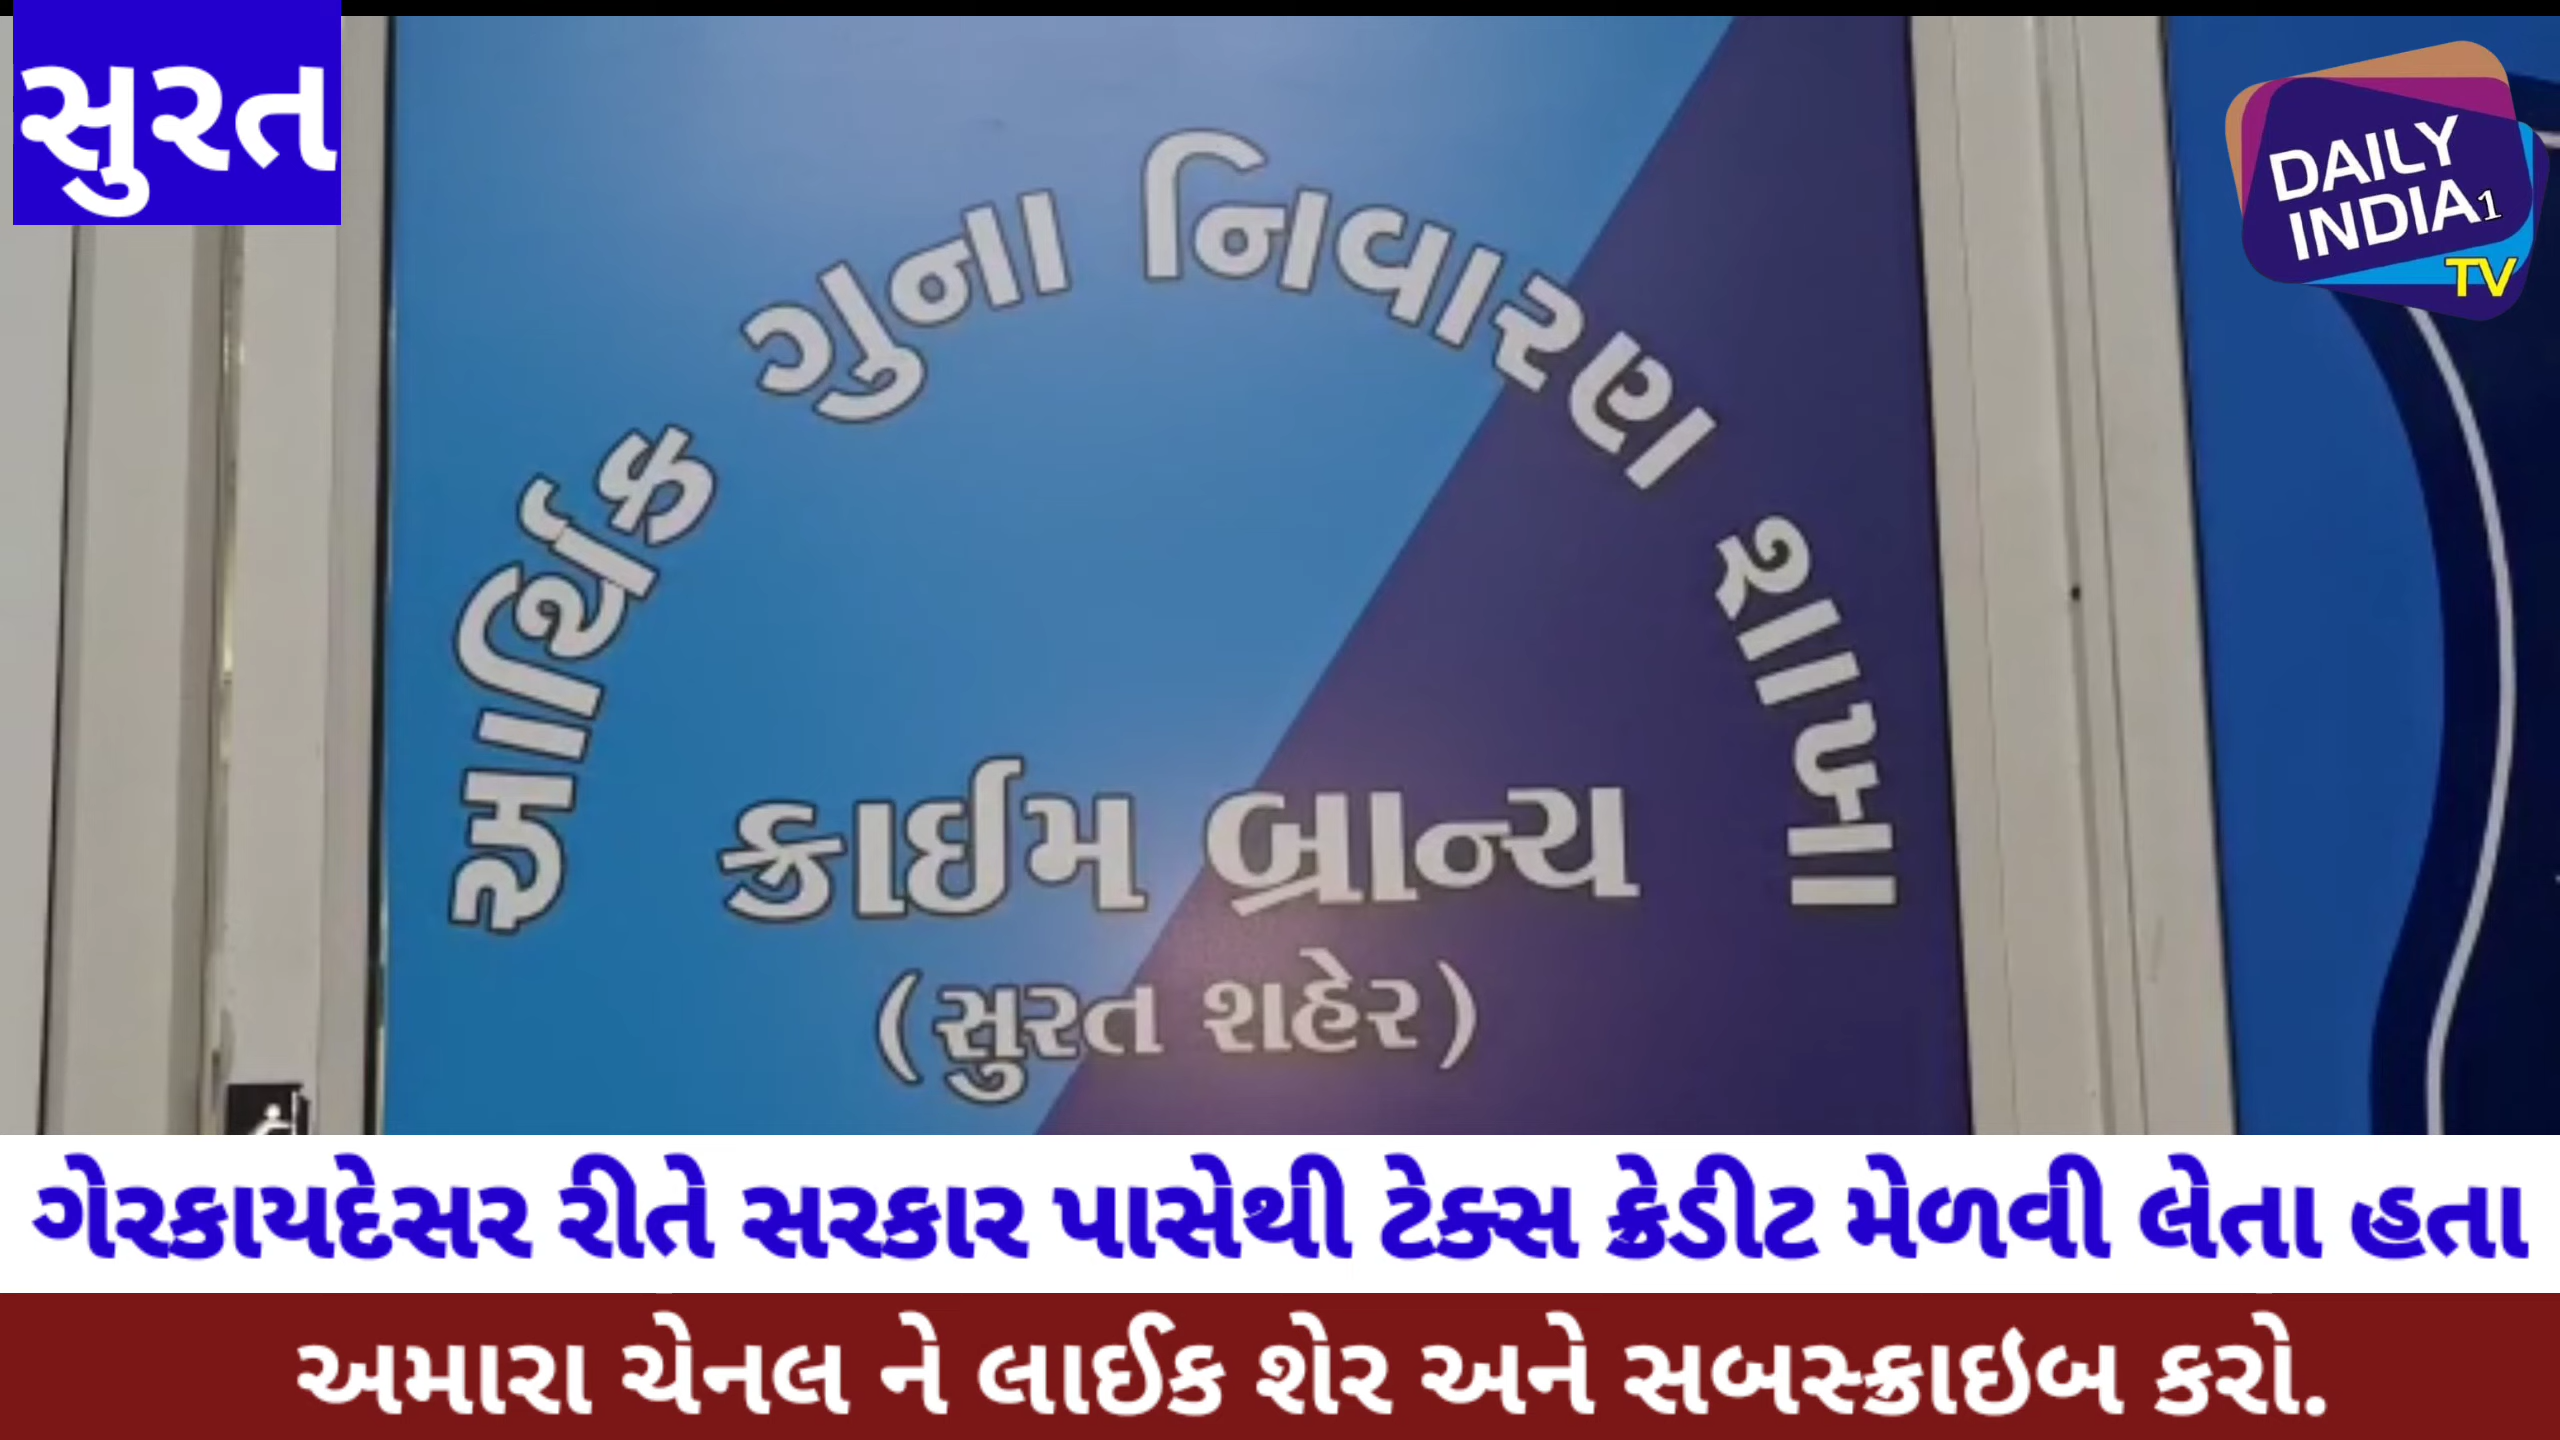 સુરત
DAILY
INDIA1
TV
આર્થિક ગુના નિવારણ શાખા
ક્રાઈમ બ્રાન્ચ
(સુરત શહેર)
ગેરકાયદેસર રીતે સરકાર પાસેથી ટેક્સ ક્રેડીટ મેળવી લેતા હતા
અમારા ચેનલ ને લાઈક શેર અને સબસ્ક્રાઇબ કરો.